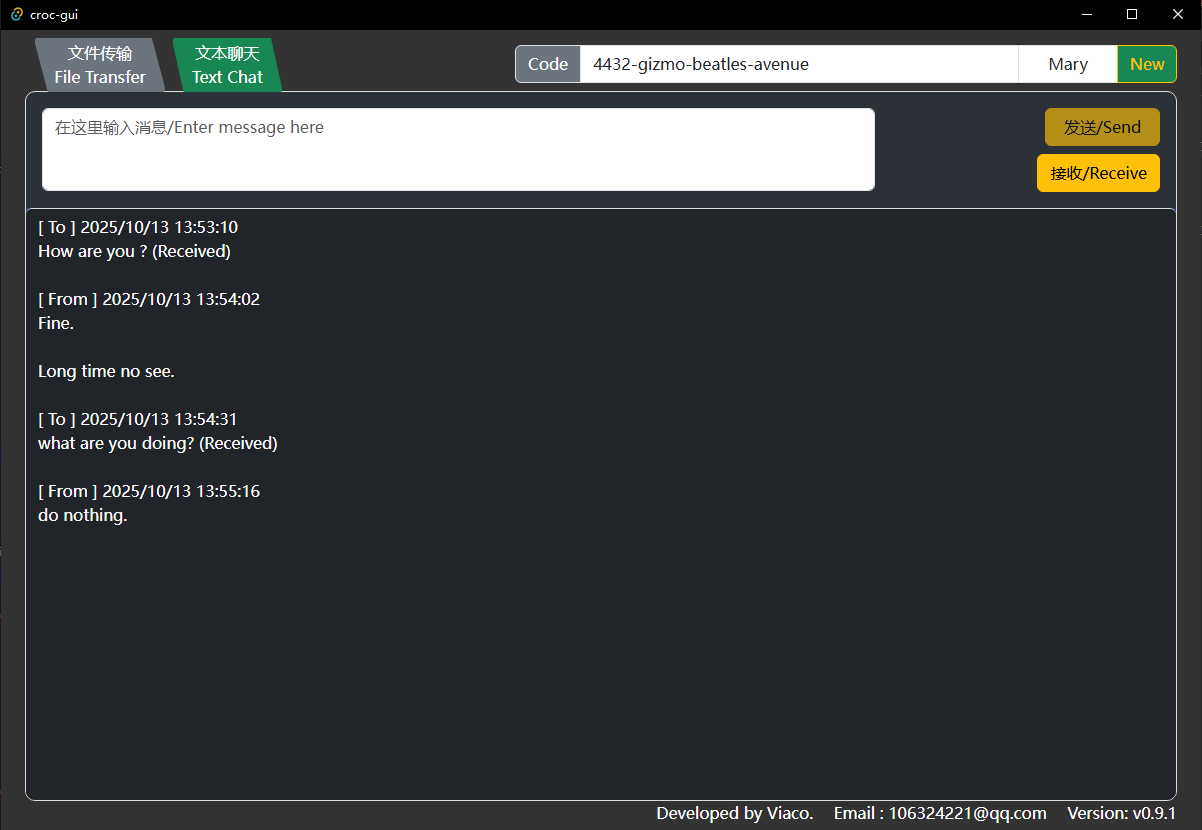 croc-gui
文件传输
File Transfer
文本聊天
Text Chat
Code 4432-gizmo-beatles-avenue Mary New
在这里输入消息/Enter message here
发送/Send
接收/Receive
[ To ] 2025/10/13 13:53:10
How are you ? (Received)
[ From ] 2025/10/13 13:54:02
Fine.
Long time no see.
[ To ] 2025/10/13 13:54:31
what are you doing? (Received)
[ From ] 2025/10/13 13:55:16
do nothing.
Developed by Viaco. Email : 106324221@qq.com Version: v0.9.1